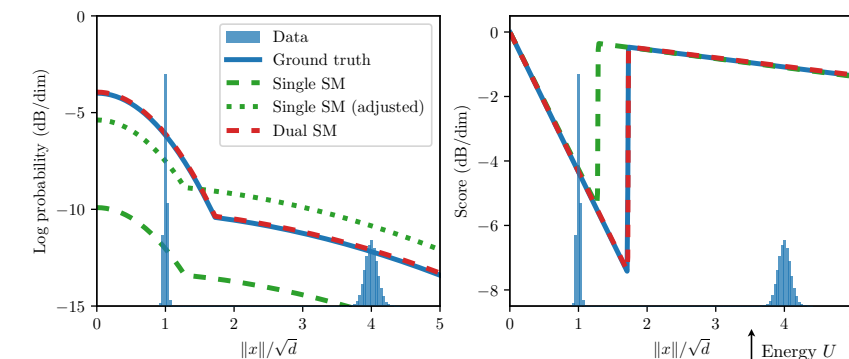 0
−5
−10
−15
Log probability (dB/dim)
0 1 2 3 4 5
‖x‖/√d
Data
Ground truth
Single SM
Single SM (adjusted)
Dual SM
0
−2
−4
−6
−8
Score (dB/dim)
0 1 2 3 4
‖x‖/√d
Energy U